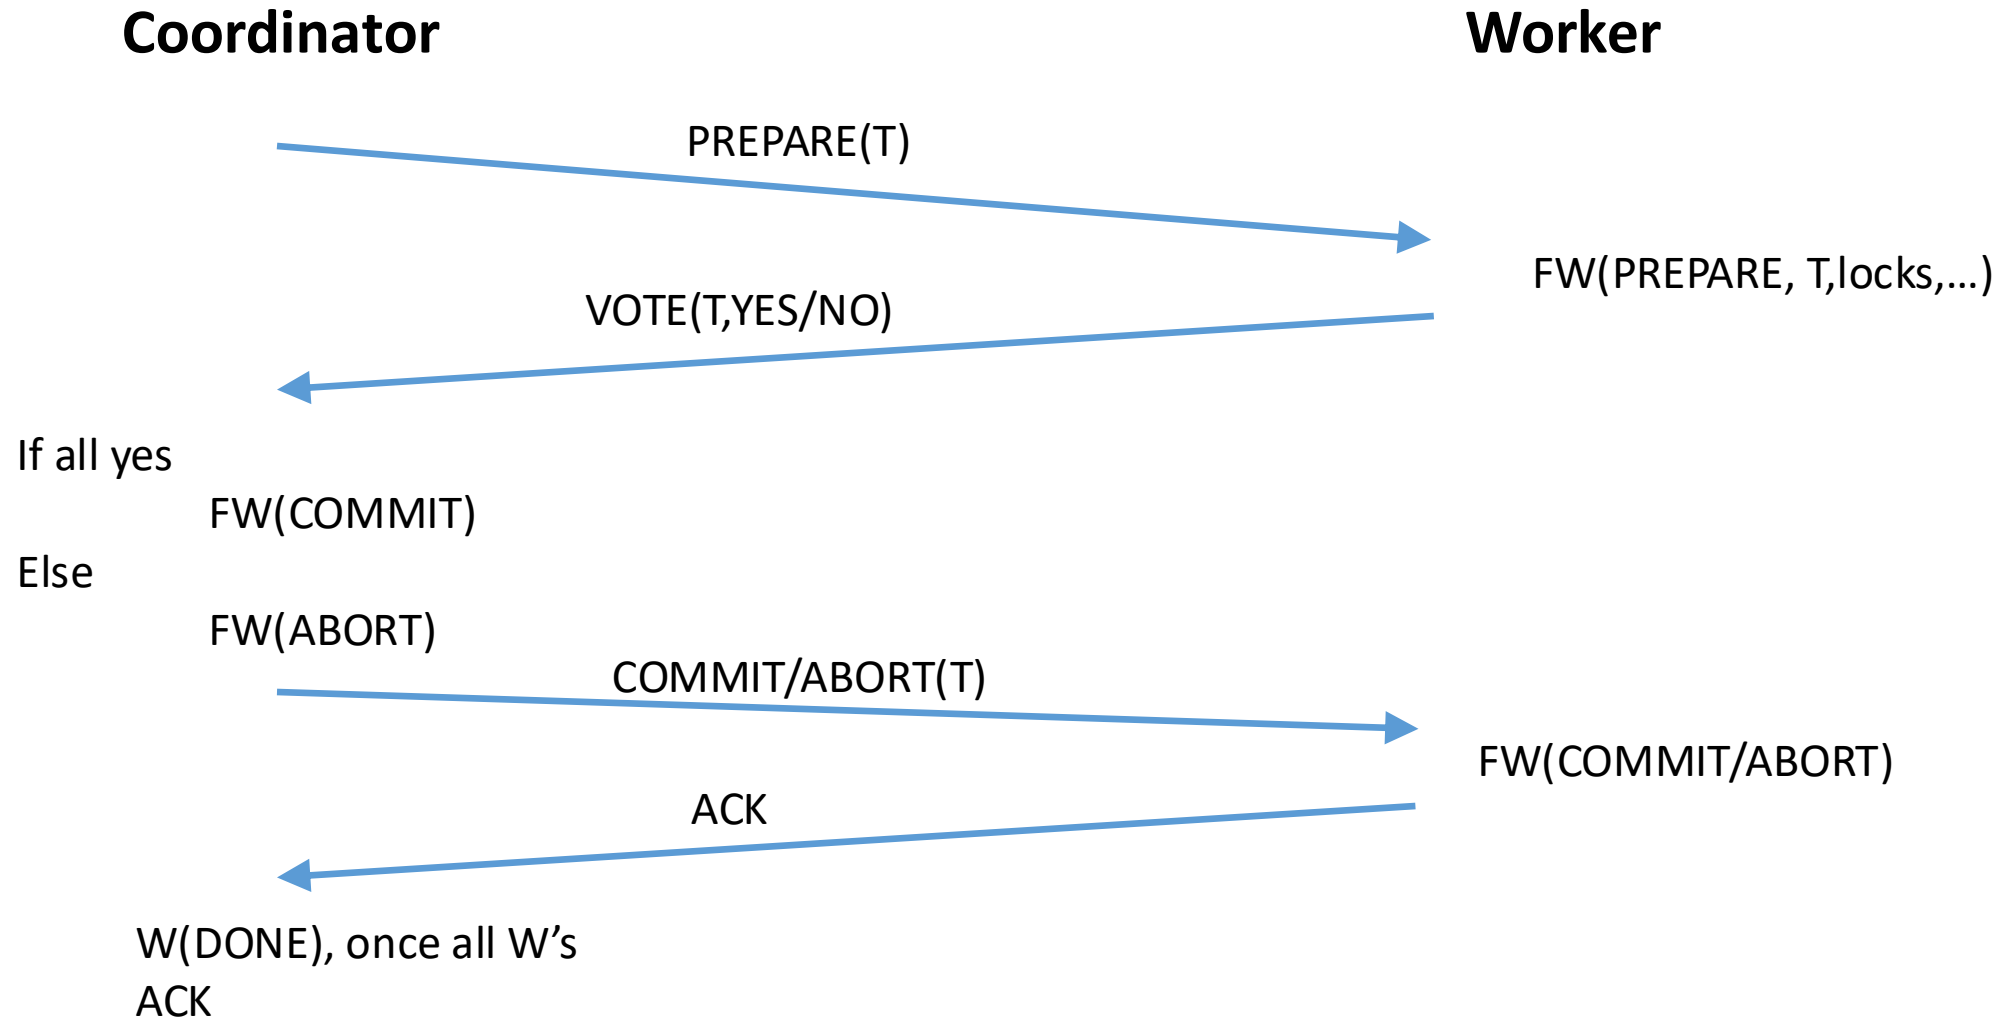 Coordinator
Worker
PREPARE(T)
FW(PREPARE, T,locks,...)
VOTE(T,YES/NO)
If all yes
FW(COMMIT)
Else
FW(ABORT)
COMMIT/ABORT(T)
FW(COMMIT/ABORT)
ACK
W(DONE), once all W’s
ACK